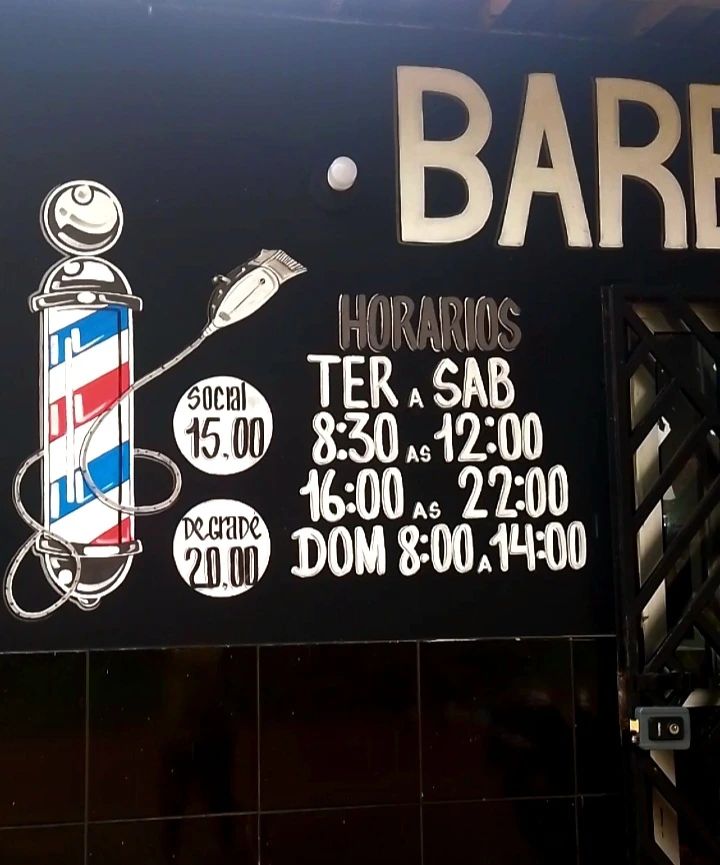 BARB
HORARIOS
TER A SAB
8:30 AS 12:00
16:00 AS 22:00
DOM 8:00 A 14:00
social
15,00
DeGRADE
20,00